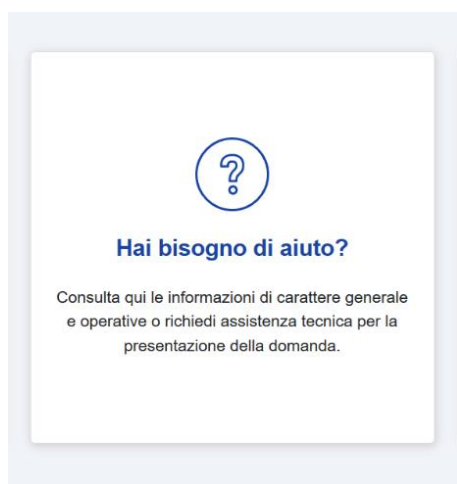 Hai bisogno di aiuto?
Consulta qui le informazioni di carattere generale
e operative o richiedi assistenza tecnica per la
presentazione della domanda.